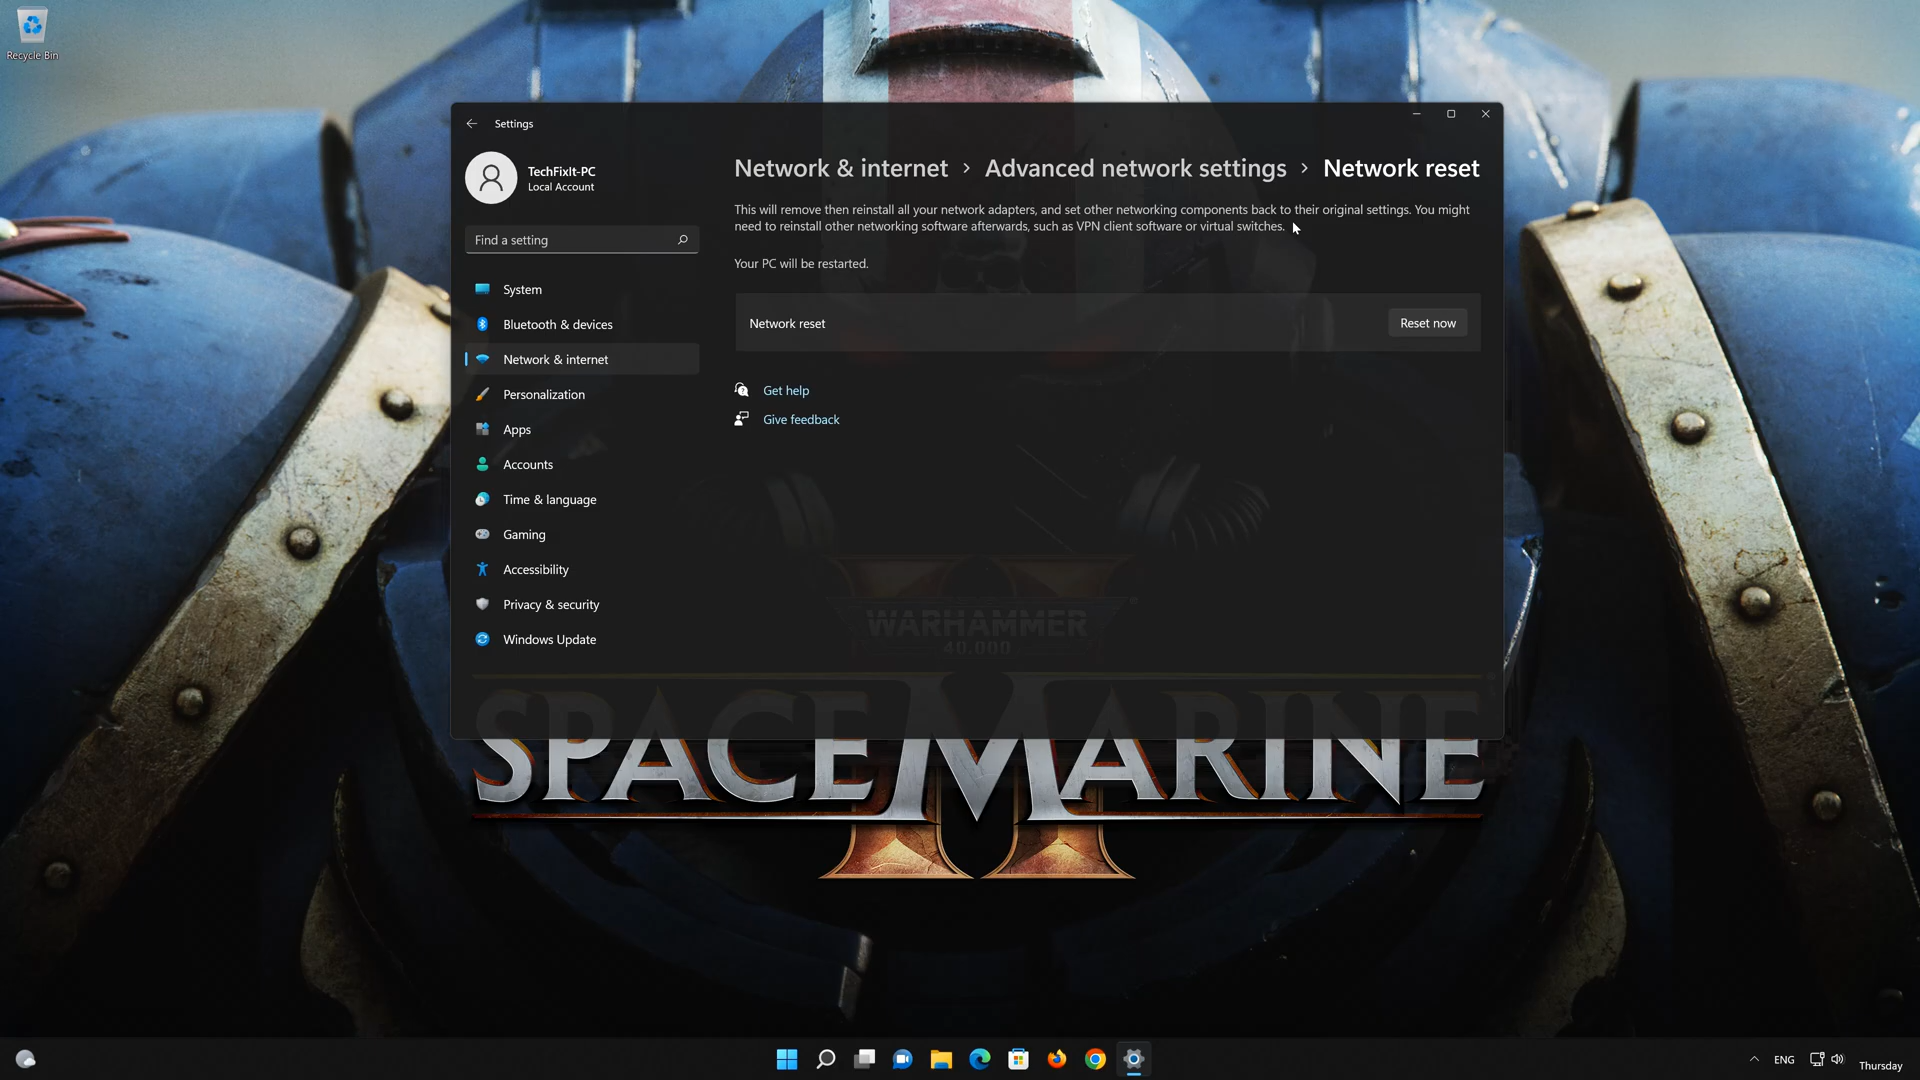 Recycle Bin
Settings
TechFixIt-PC
Local Account
Find a setting
System
Bluetooth & devices
Network & internet
Personalization
Apps
Accounts
Time & language
Gaming
Accessibility
Privacy & security
Windows Update
Network & internet › Advanced network settings › Network reset
This will remove then reinstall all your network adapters, and set other networking components back to their original settings. You might
need to reinstall other networking software afterwards, such as VPN client software or virtual switches.
Your PC will be restarted.
Network reset
Reset now
Get help
Give feedback
WARHAMMER
40,000
SPACE MARINE
II
ENG
Thursday